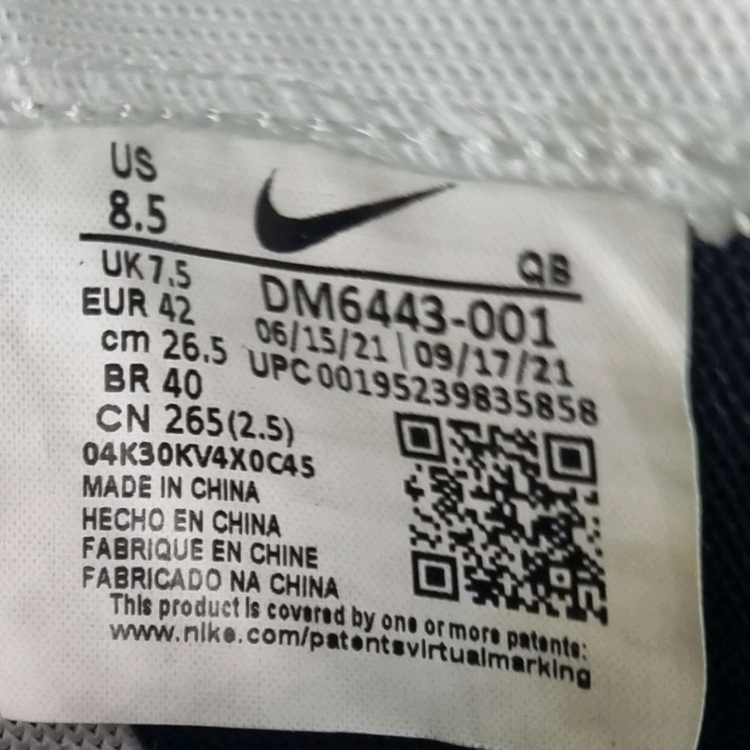 US
8.5
QB
UK 7.5
EUR 42
cm 26.5
BR 40
CN 265(2.5)
DM6443-001
06/15/21 | 09/17/21
UPC 00195239835858
04K30KV4X0C45
MADE IN CHINA
HECHO EN CHINA
FABRIQUE EN CHINE
FABRICADO NA CHINA
This product is covered by one or more patents:
www.nike.com/patentsvirtualmarking